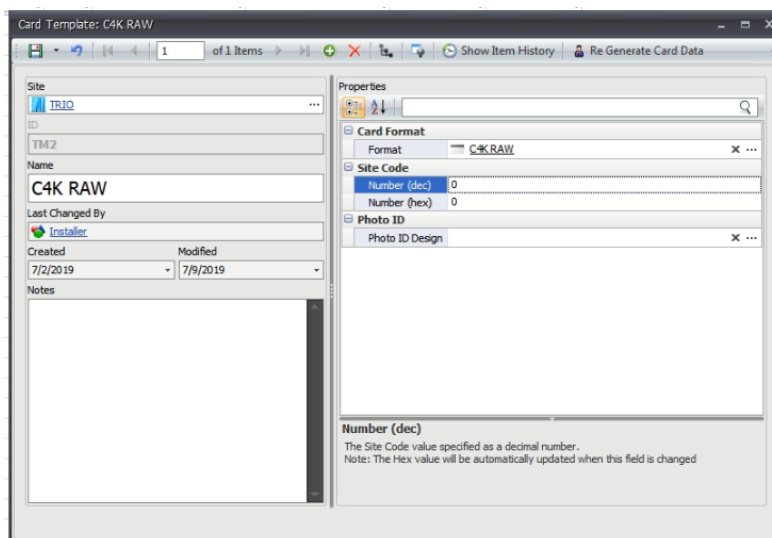 Card Template: C4K RAW
1 of 1 Items Show Item History Re Generate Card Data
Site
TRIO ...
ID
TM2
Name
C4K RAW
Last Changed By
Installer
Created Modified
7/2/2019 7/9/2019
Notes
Properties
Card Format
Format C4K RAW ...
Site Code
Number (dec) 0
Number (hex) 0
Photo ID
Photo ID Design ...
Number (dec)
The Site Code value specified as a decimal number.
Note: The Hex value will be automatically updated when this field is changed